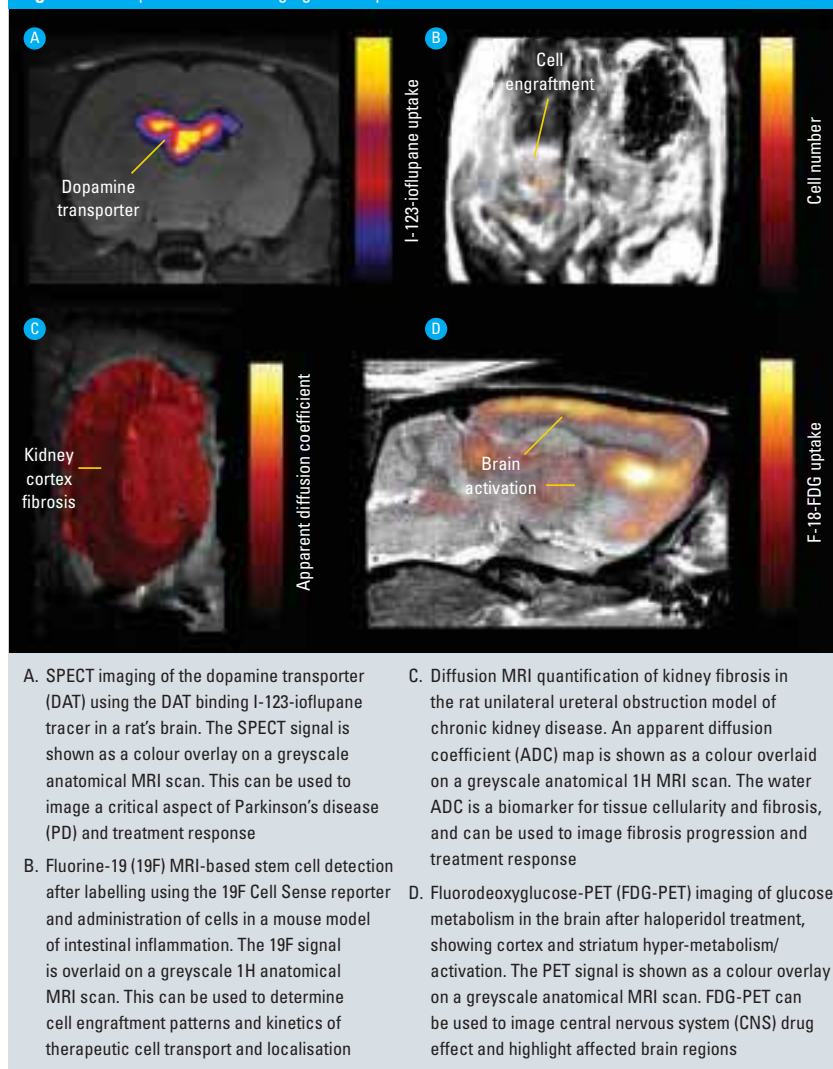 A
Dopamine
transporter
I-123-ioflupane uptake
B
Cell
engraftment
Cell number
C
Kidney
cortex
fibrosis
Apparent diffusion coefficient
D
Brain
activation
F-18-FDG uptake
A. SPECT imaging of the dopamine transporter
(DAT) using the DAT binding I-123-ioflupane
tracer in a rat's brain. The SPECT signal is
shown as a colour overlay on a greyscale
anatomical MRI scan. This can be used to
image a critical aspect of Parkinson's disease
(PD) and treatment response
B. Fluorine-19 (19F) MRI-based stem cell detection
after labelling using the 19F Cell Sense reporter
and administration of cells in a mouse model
of intestinal inflammation. The 19F signal
is overlaid on a greyscale 1H anatomical
MRI scan. This can be used to determine
cell engraftment patterns and kinetics of
therapeutic cell transport and localisation
C. Diffusion MRI quantification of kidney fibrosis in
the rat unilateral ureteral obstruction model of
chronic kidney disease. An apparent diffusion
coefficient (ADC) map is shown as a colour overlaid
on a greyscale anatomical 1H MRI scan. The water
ADC is a biomarker for tissue cellularity and fibrosis,
and can be used to image fibrosis progression and
treatment response
D. Fluorodeoxyglucose-PET (FDG-PET) imaging of glucose
metabolism in the brain after haloperidol treatment,
showing cortex and striatum hyper-metabolism/
activation. The PET signal is shown as a colour overlay
on a greyscale anatomical MRI scan. FDG-PET can
be used to image central nervous system (CNS) drug
effect and highlight affected brain regions